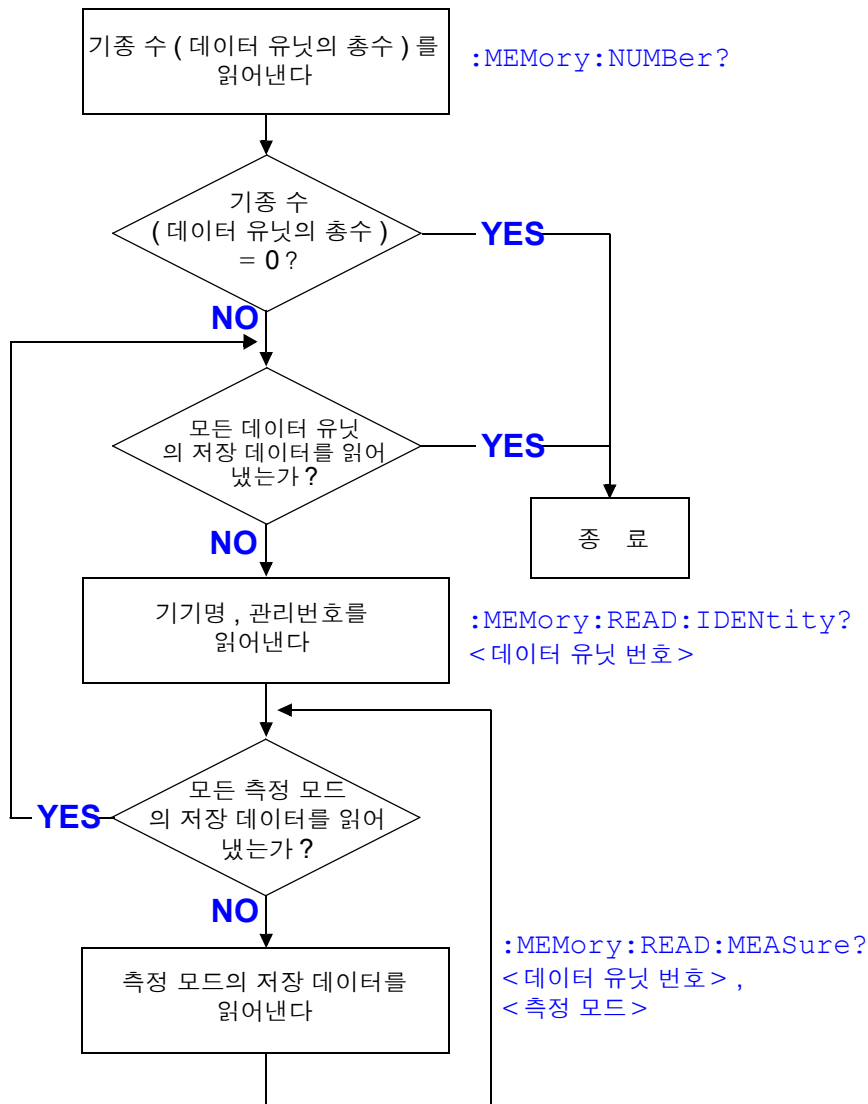 기종 수 ( 데이터 유닛의 총수 ) 를
읽어낸다
:MEMory:NUMBer?
기종 수
( 데이터 유닛의 총수 )
= 0 ?
YES
NO
모든 데이터 유닛
의 저장 데이터를 읽어
냈는가 ?
YES
NO
종 료
기기명 , 관리번호를
읽어낸다
:MEMory:READ:IDENtity?
<데이터 유닛 번호>
모든 측정 모드
의 저장 데이터를 읽어
냈는가 ?
YES
NO
측정 모드의 저장 데이터를
읽어낸다
:MEMory:READ:MEASure?
<데이터 유닛 번호> ,
<측정 모드>